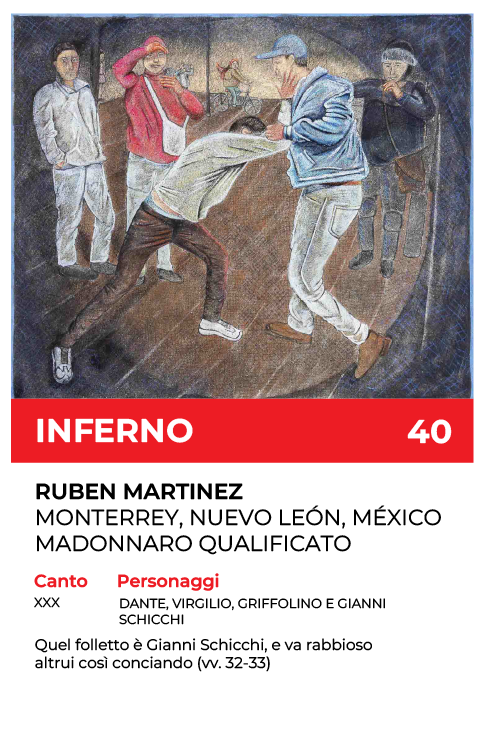 INFERNO 40
RUBEN MARTINEZ
MONTERREY, NUEVO LEÓN, MÉXICO
MADONNARO QUALIFICATO
Canto Personaggi
XXX DANTE, VIRGILIO, GRIFFOLINO E GIANNI
SCHICCHI
Quel folletto è Gianni Schicchi, e va rabbioso
altrui così conciando (vv. 32-33)